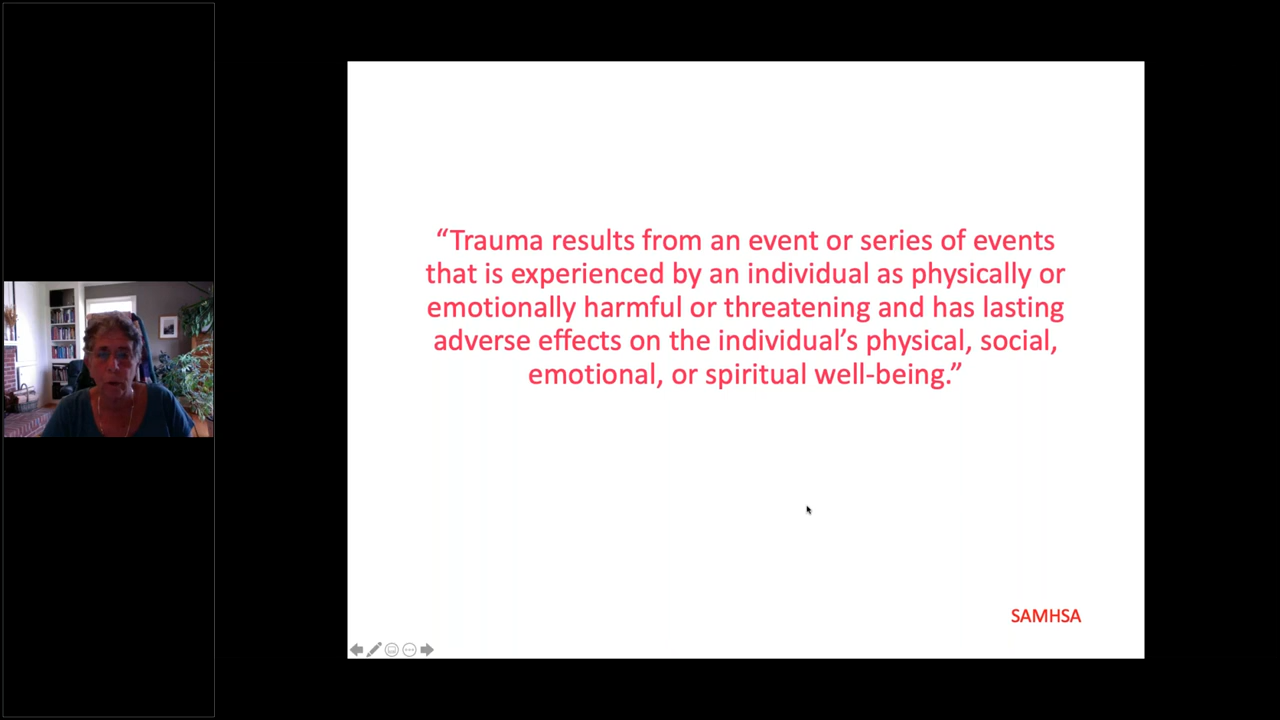 “Trauma results from an event or series of events
that is experienced by an individual as physically or
emotionally harmful or threatening and has lasting
adverse effects on the individual’s physical, social,
emotional, or spiritual well-being.”
SAMHSA